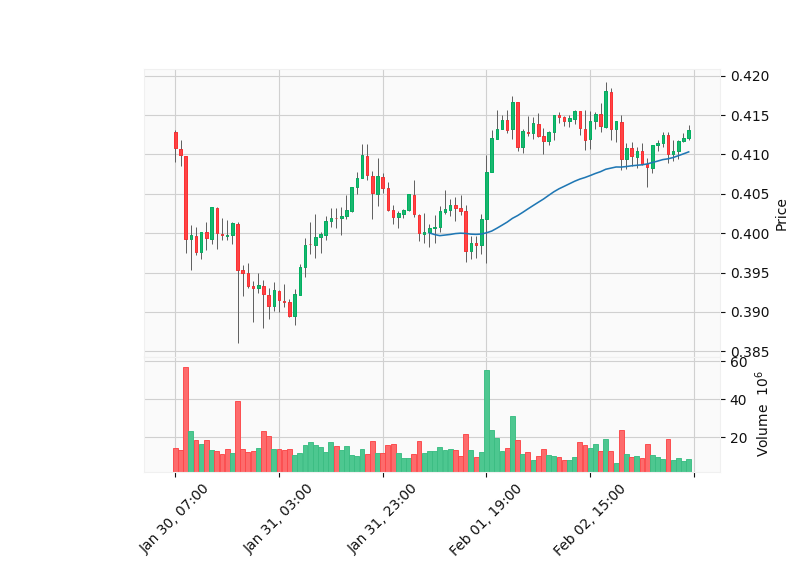 0.420
0.415
0.410
0.405
0.400
0.395
0.390
0.385
Price
60
40
20
Volume 10^6
Jan 30, 07:00
Jan 31, 03:00
Jan 31, 23:00
Feb 01, 19:00
Feb 02, 15:00